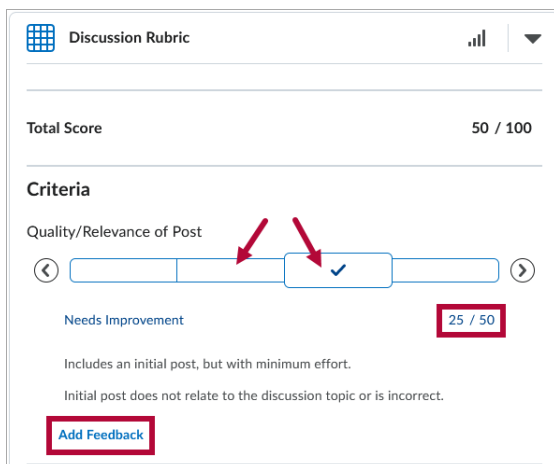 Discussion Rubric
Total Score 50 / 100
Criteria
Quality/Relevance of Post
Needs Improvement 25 / 50
Includes an initial post, but with minimum effort.
Initial post does not relate to the discussion topic or is incorrect.
Add Feedback